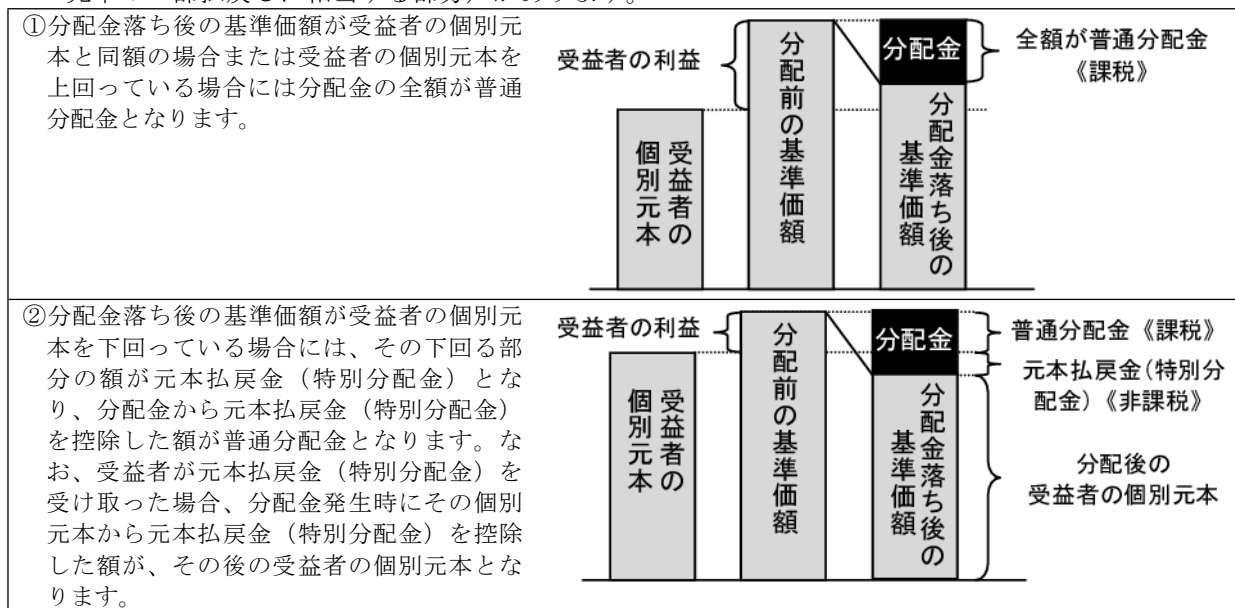 ①分配金落ち後の基準価額が受益者の個別元
本と同額の場合または受益者の個別元本を
上回っている場合には分配金の全額が普通
分配金となります。
受益者の利益
受益者の
個別元本
分配前の基準価額
分配金
分配金落ち後の
基準価額
全額が普通分配金
《課税》
②分配金落ち後の基準価額が受益者の個別元
本を下回っている場合には、その下回る部
分の額が元本払戻金（特別分配金）とな
り、分配金から元本払戻金（特別分配金）
を控除した額が普通分配金となります。な
お、受益者が元本払戻金（特別分配金）を
受け取った場合、分配金発生時にその個別
元本から元本払戻金（特別分配金）を控除
した額が、その後の受益者の個別元本とな
ります。
受益者の利益
受益者の
個別元本
分配前の基準価額
分配金
分配金落ち後の
基準価額
普通分配金《課税》
元本払戻金(特別分
配金)《非課税》
分配後の
受益者の個別元本